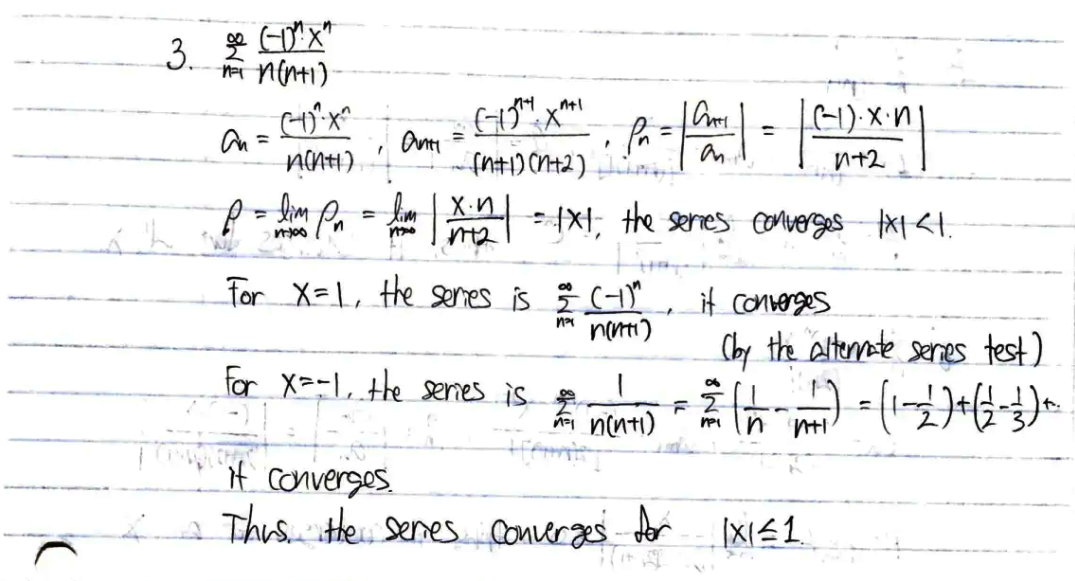 3. $\sum_{n=1}^{\infty} \frac{(-1)^n \cdot x^n}{n(n+1)}$
$a_n = \frac{(-1)^n \cdot x^n}{n(n+1)}$, $a_{n+1} = \frac{(-1)^{n+1} \cdot x^{n+1}}{(n+1)(n+2)}$, $\rho_n = \left| \frac{a_{n+1}}{a_n} \right| = \left| \frac{(-1) \cdot x \cdot n}{n+2} \right|$
$\rho = \lim_{n \to \infty} \rho_n = \lim_{n \to \infty} \left| \frac{x \cdot n}{n+2} \right| = |x|$, the series converges $|x| < 1$.
For $x=1$, the series is $\sum_{n=1}^{\infty} \frac{(-1)^n}{n(n+1)}$, it converges
(by the alternate series test)
For $x=-1$, the series is $\sum_{n=1}^{\infty} \frac{1}{n(n+1)} = \sum_{n=1}^{\infty} \left( \frac{1}{n} - \frac{1}{n+1} \right) = \left(1 - \frac{1}{2}\right) + \left(\frac{1}{2} - \frac{1}{3}\right) + \cdots$
it converges.
Thus, the series converges for $|x| \leq 1$.